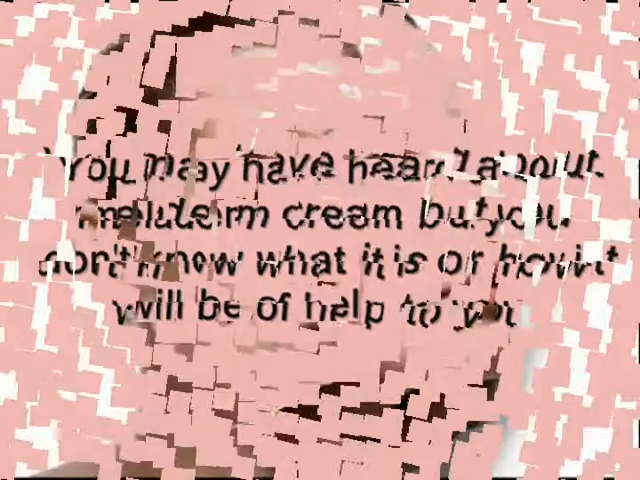 You may have heard about
meluterm cream but you
don't know what it is or how it
will be of help to you